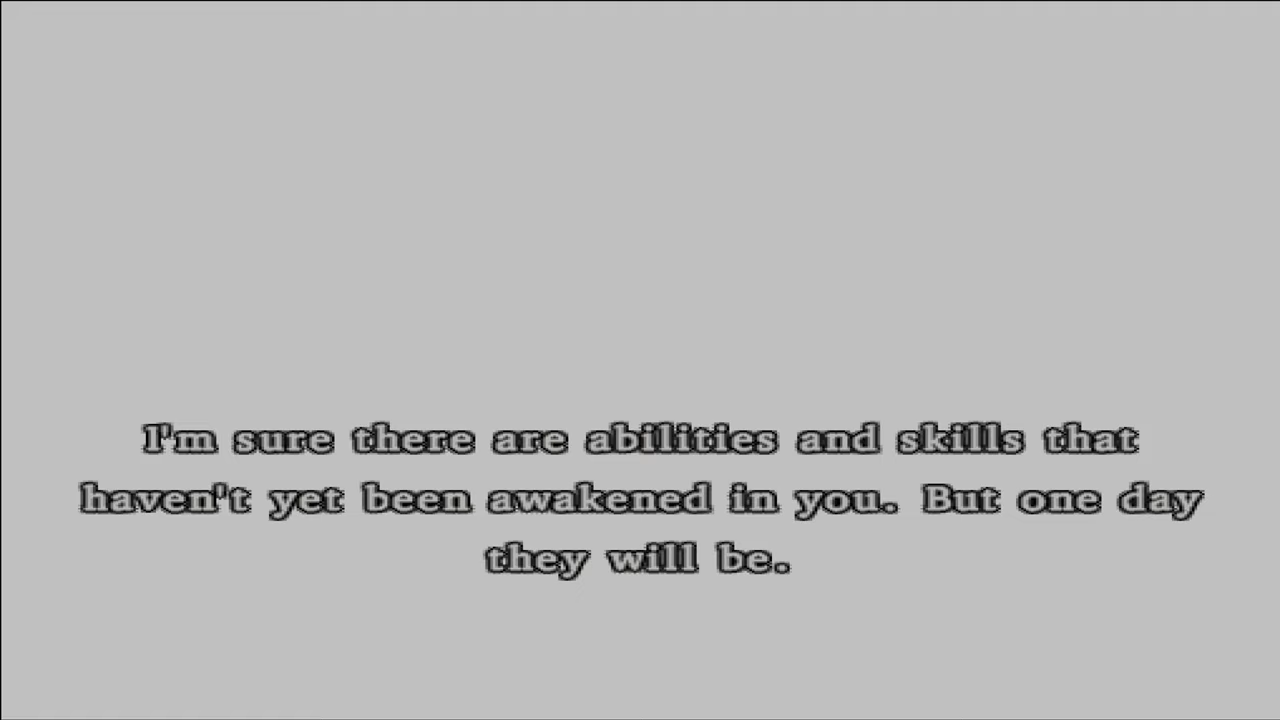 I'm sure there are abilities and skills that
haven't yet been awakened in you. But one day
they will be.